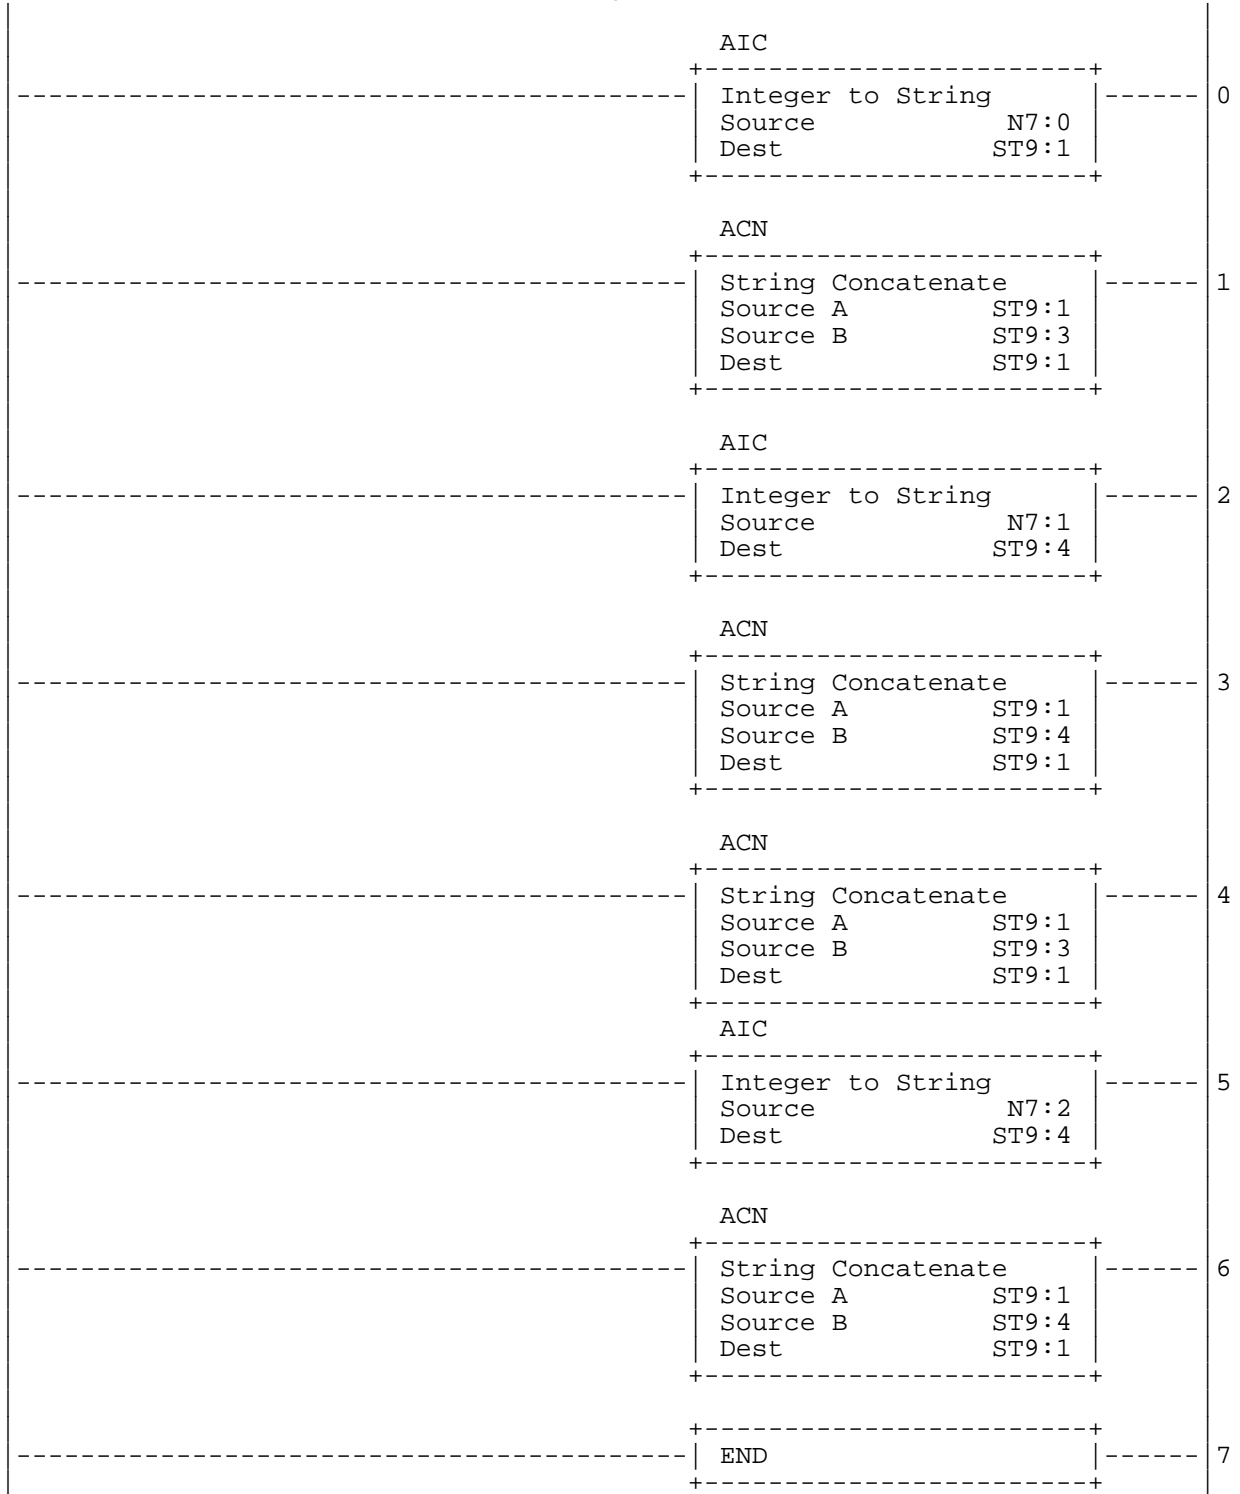 AIC
Integer to String 0
Source N7:0
Dest ST9:1
ACN
String Concatenate 1
Source A ST9:1
Source B ST9:3
Dest ST9:1
AIC
Integer to String 2
Source N7:1
Dest ST9:4
ACN
String Concatenate 3
Source A ST9:1
Source B ST9:4
Dest ST9:1
ACN
String Concatenate 4
Source A ST9:1
Source B ST9:3
Dest ST9:1
AIC
Integer to String 5
Source N7:2
Dest ST9:4
ACN
String Concatenate 6
Source A ST9:1
Source B ST9:4
Dest ST9:1
END 7